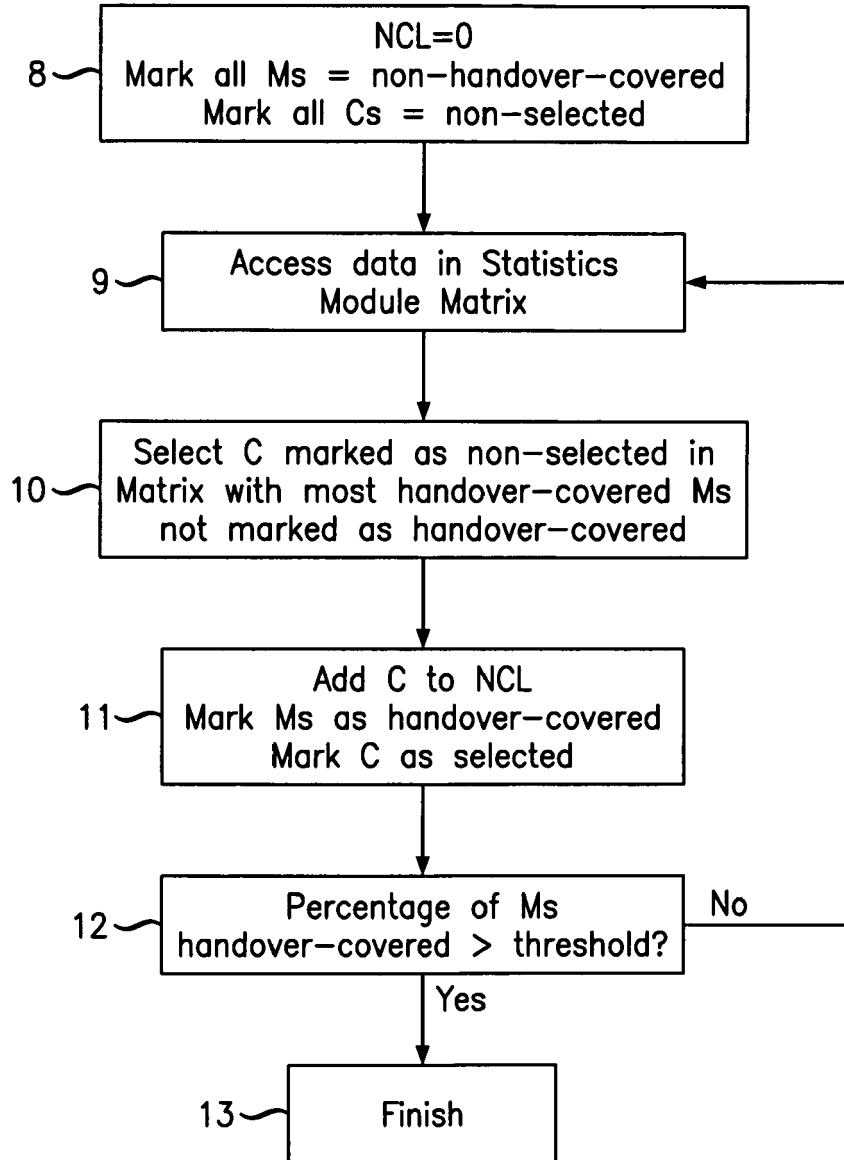 8
NCL=0
Mark all Ms = non-handover-covered
Mark all Cs = non-selected
9
Access data in Statistics
Module Matrix
10
Select C marked as non-selected in
Matrix with most handover-covered Ms
not marked as handover-covered
11
Add C to NCL
Mark Ms as handover-covered
Mark C as selected
12
Percentage of Ms
handover-covered > threshold?
No
Yes
13
Finish